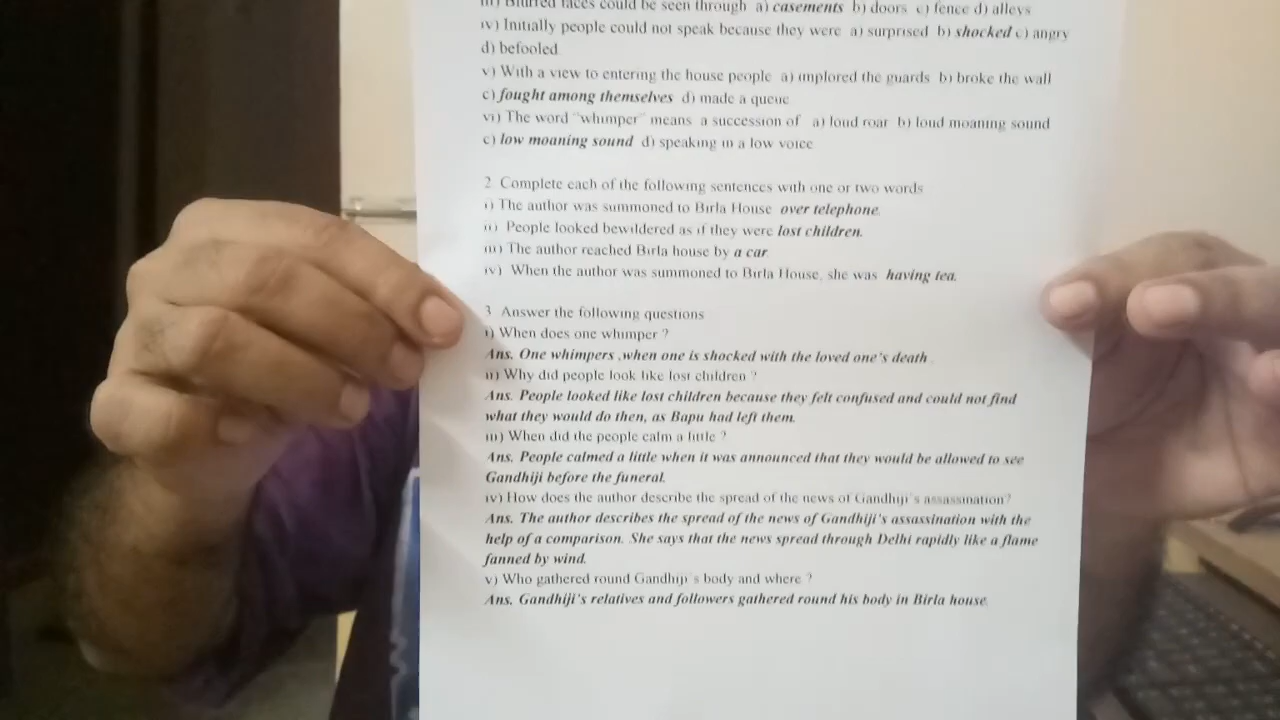 iii) Blurred faces could be seen through a) casements b) doors c) fence d) alleys
iv) Initially people could not speak because they were a) surprised b) shocked c) angry
d) befooled
v) With a view to entering the house people a) implored the guards b) broke the wall
c) fought among themselves d) made a queue
vi) The word "whimper" means a succession of a) loud roar b) loud moaning sound
c) low moaning sound d) speaking in a low voice
2 Complete each of the following sentences with one or two words
i) The author was summoned to Birla House over telephone.
ii) People looked bewildered as if they were lost children.
iii) The author reached Birla house by a car.
iv) When the author was summoned to Birla House, she was having tea.
3 Answer the following questions
i) When does one whimper ?
Ans. One whimpers ,when one is shocked with the loved one's death
ii) Why did people look like lost children ?
Ans. People looked like lost children because they felt confused and could not find
what they would do then, as Bapu had left them.
iii) When did the people calm a little ?
Ans. People calmed a little when it was announced that they would be allowed to see
Gandhiji before the funeral.
iv) How does the author describe the spread of the news of Gandhiji's assassination?
Ans. The author describes the spread of the news of Gandhiji's assassination with the
help of a comparison. She says that the news spread through Delhi rapidly like a flame
fanned by wind.
v) Who gathered round Gandhiji's body and where ?
Ans. Gandhiji's relatives and followers gathered round his body in Birla house.